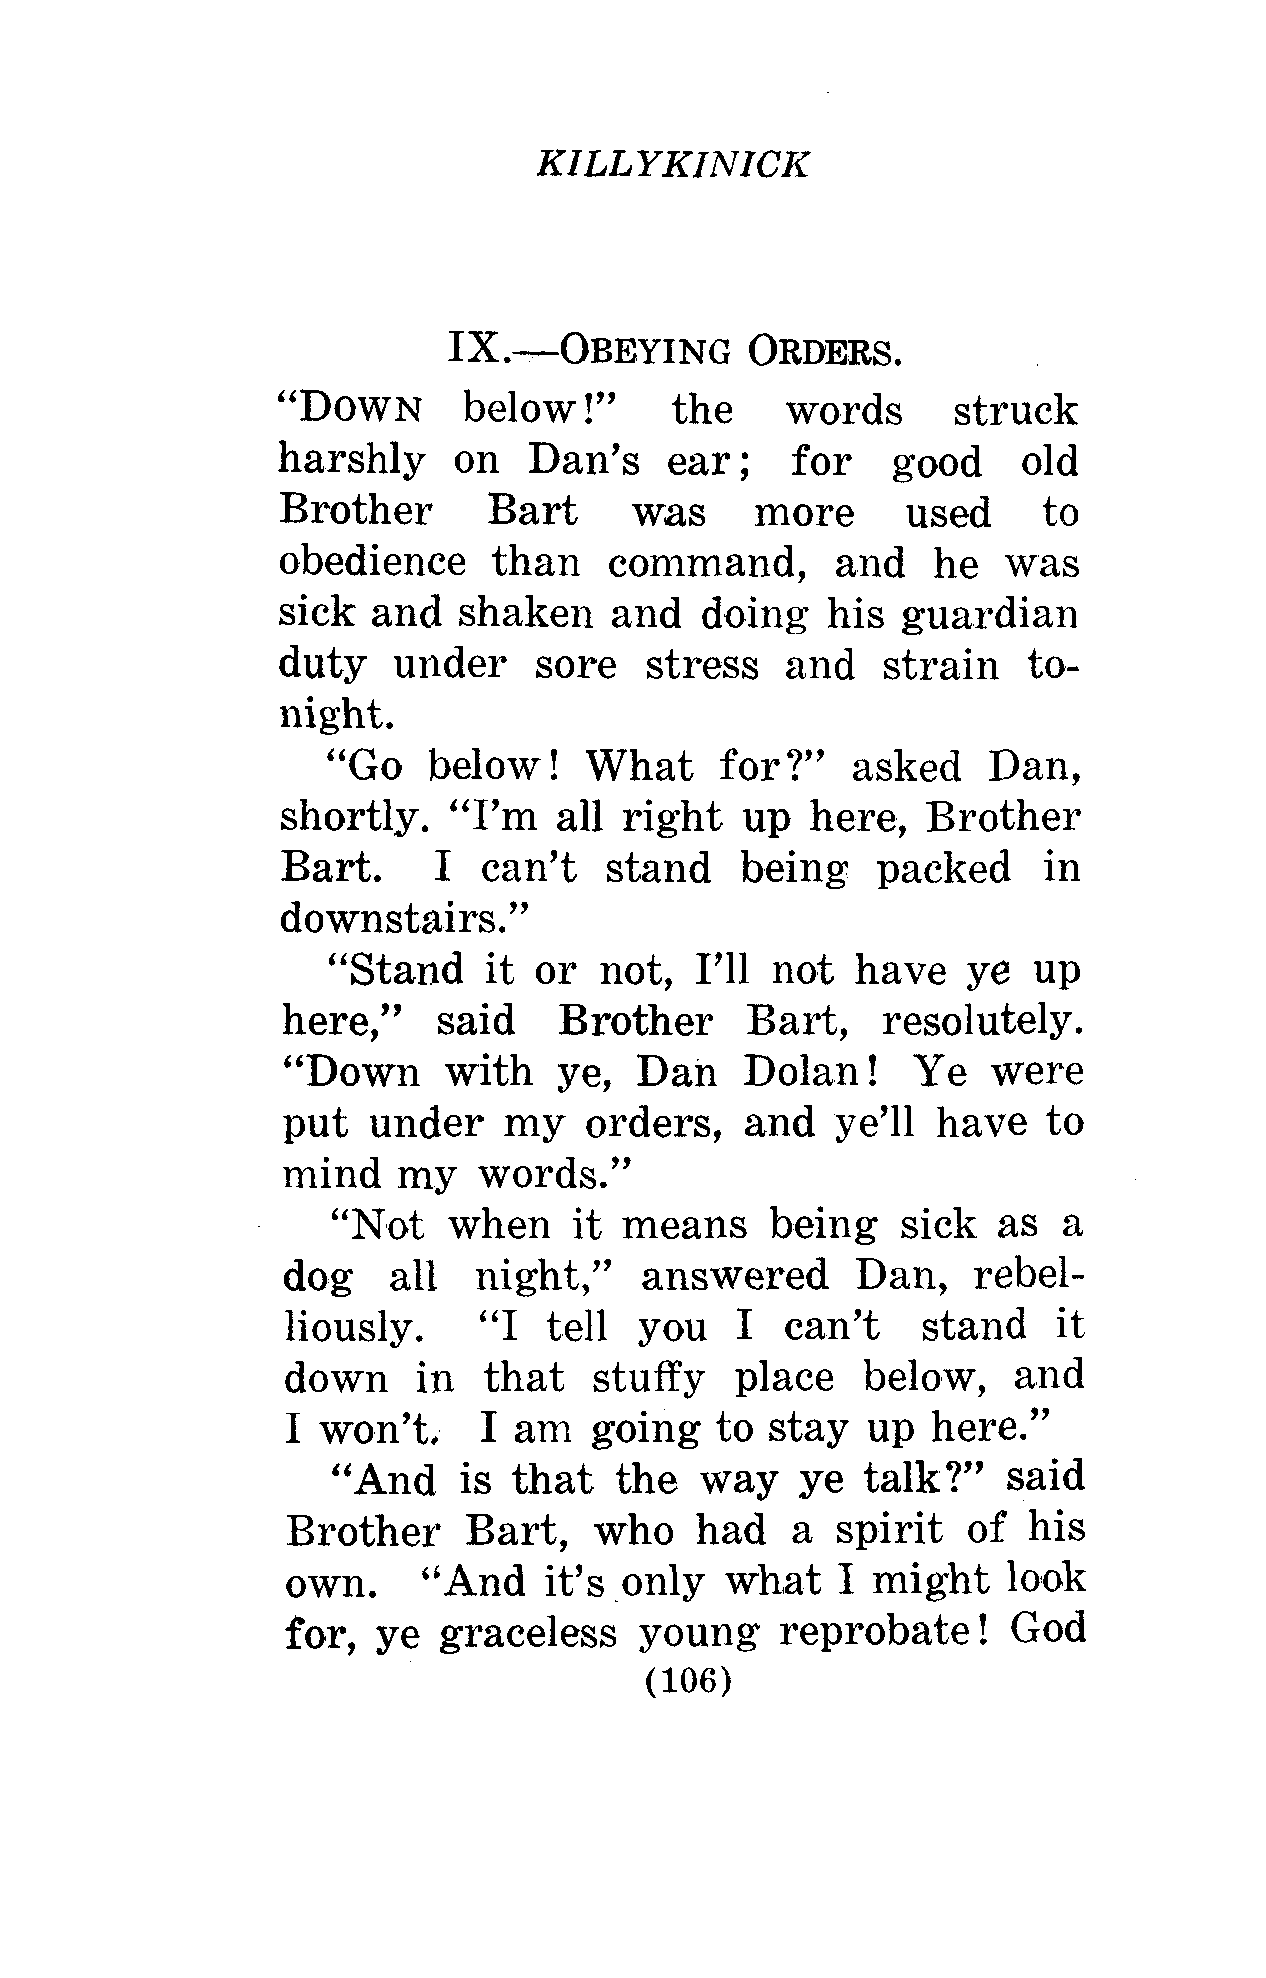 KILLYKINICK
IX.—OBEYING ORDERS.
“DOWN below!” the words struck
harshly on Dan’s ear; for good old
Brother Bart was more used to
obedience than command, and he was
sick and shaken and doing his guardian
duty under sore stress and strain to-
night.
“Go below! What for?” asked Dan,
shortly. “I’m all right up here, Brother
Bart. I can’t stand being packed in
downstairs.”
“Stand it or not, I’ll not have ye up
here,” said Brother Bart, resolutely.
“Down with ye, Dan Dolan! Ye were
put under my orders, and ye’ll have to
mind my words.”
“Not when it means being sick as a
dog all night,” answered Dan, rebel-
liously. “I tell you I can’t stand it
down in that stuffy place below, and
I won’t. I am going to stay up here.”
“And is that the way ye talk?” said
Brother Bart, who had a spirit of his
own. “And it’s only what I might look
for, ye graceless young reprobate! God
(106)